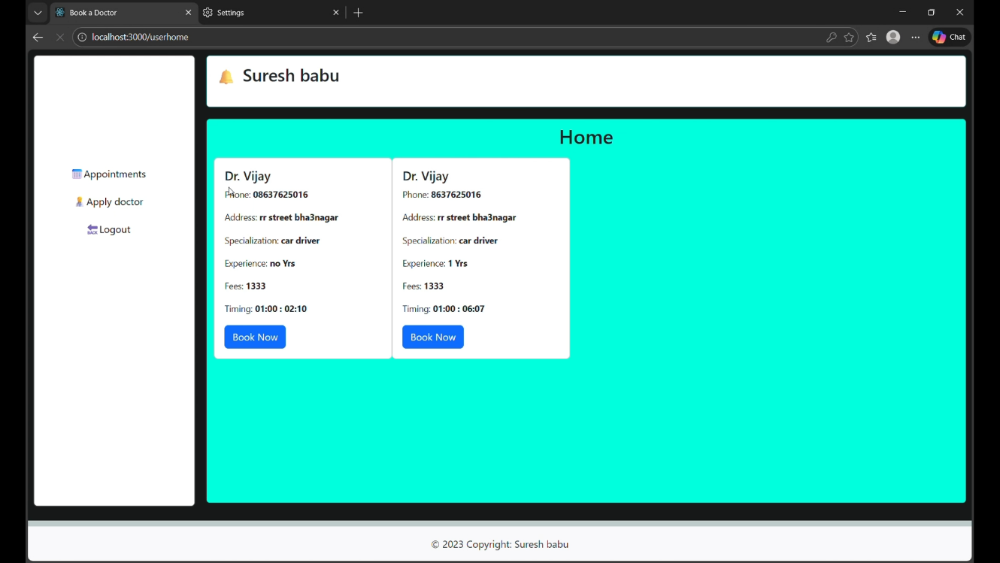 Book a Doctor
Settings
localhost:3000/userhome
Chat
Suresh babu
Appointments
Apply doctor
BACK Logout
Home
Dr. Vijay
Phone: 08637625016
Address: rr street bha3nagar
Specialization: car driver
Experience: no Yrs
Fees: 1333
Timing: 01:00 : 02:10
Book Now
Dr. Vijay
Phone: 8637625016
Address: rr street bha3nagar
Specialization: car driver
Experience: 1 Yrs
Fees: 1333
Timing: 01:00 : 06:07
Book Now
© 2023 Copyright: Suresh babu